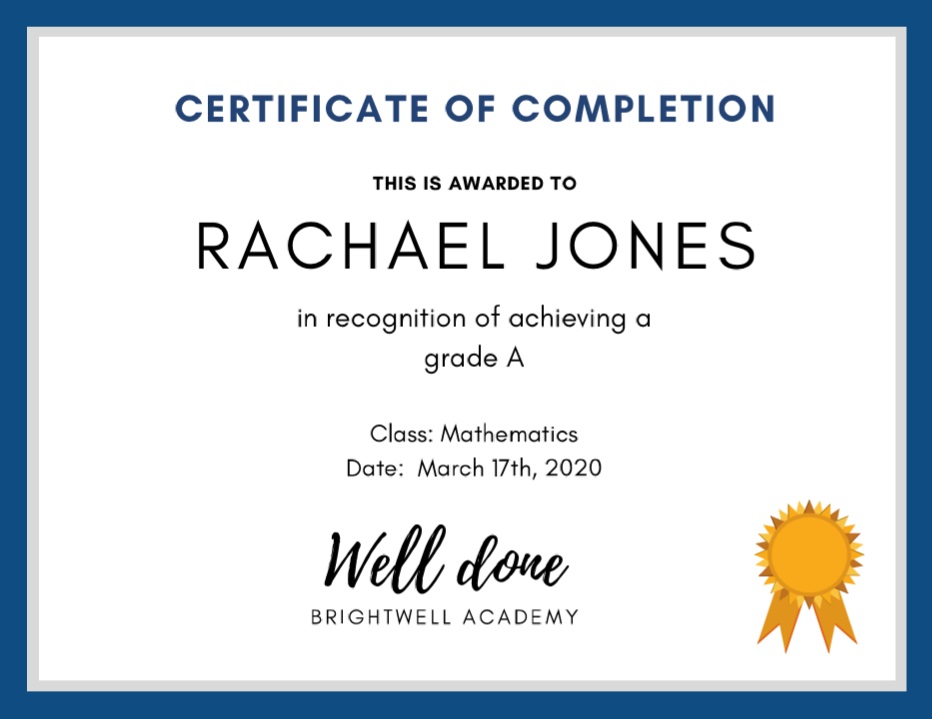 CERTIFICATE OF COMPLETION
THIS IS AWARDED TO
RACHAEL JONES
in recognition of achieving a
grade A
Class: Mathematics
Date: March 17th, 2020
Well done
BRIGHTWELL ACADEMY